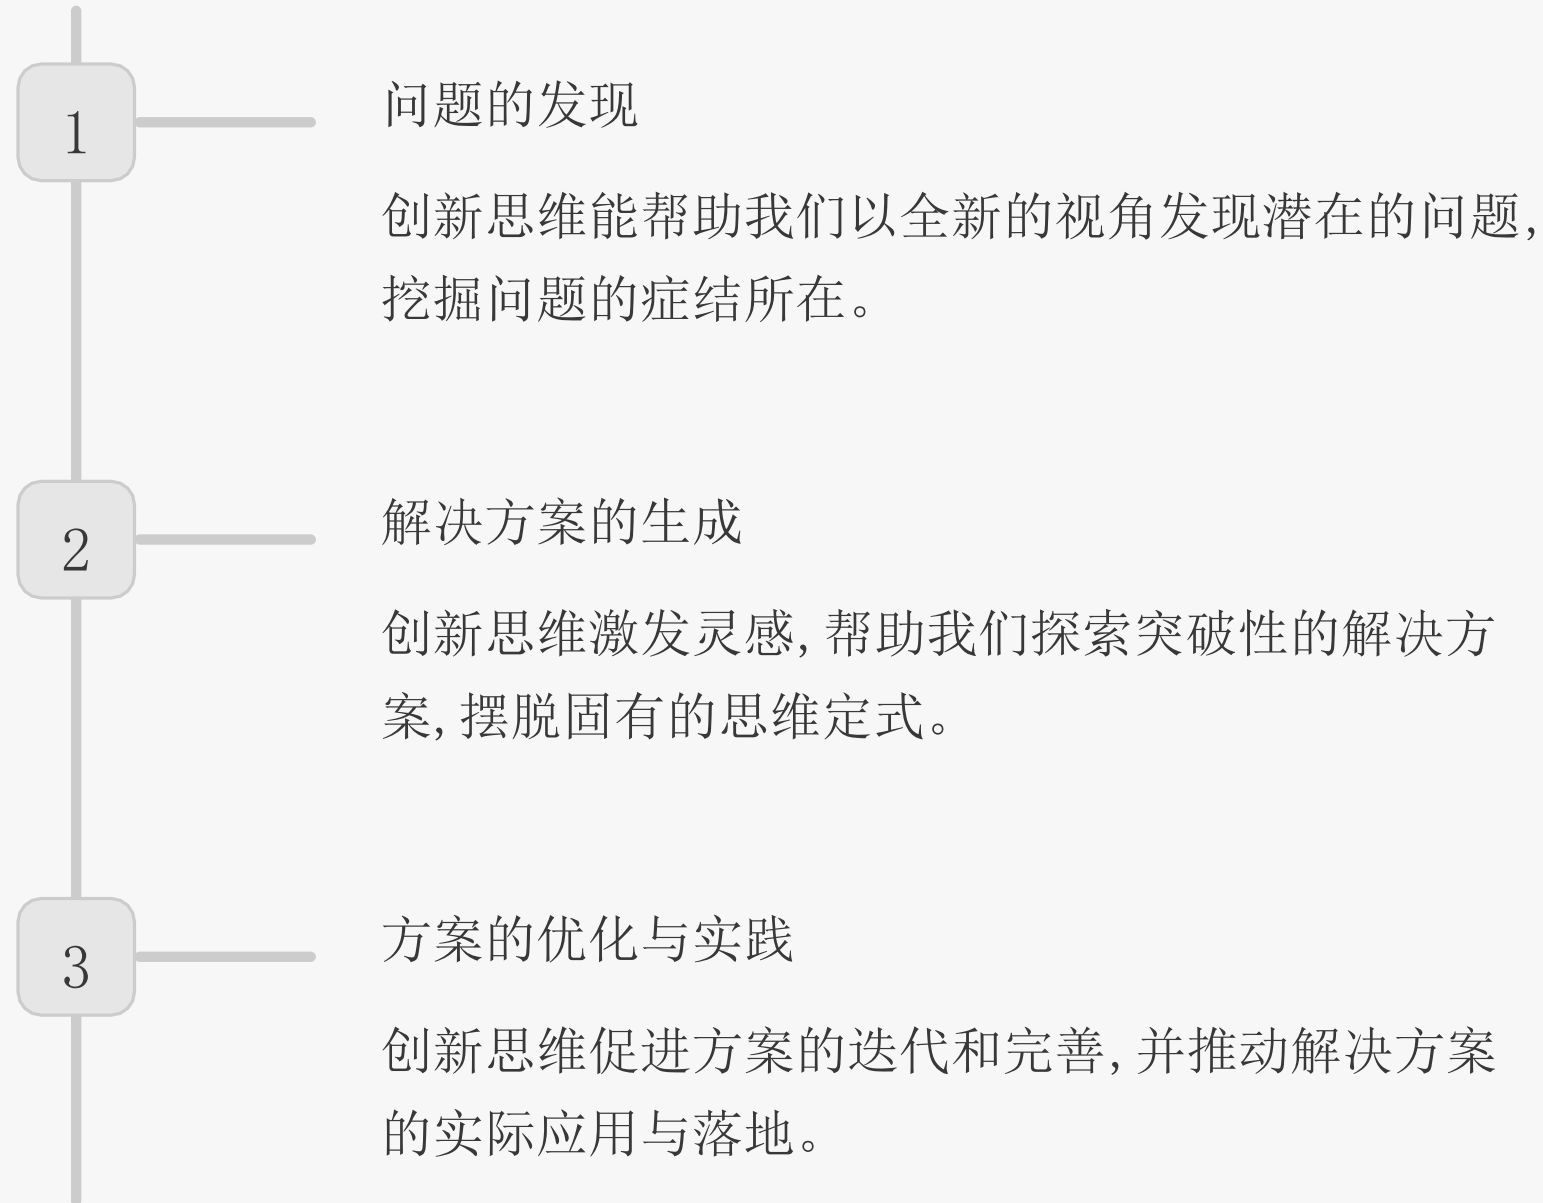 1
问题的发现
创新思维能帮助我们以全新的视角发现潜在的问题,
挖掘问题的症结所在。
2
解决方案的生成
创新思维激发灵感,帮助我们探索突破性的解决方
案,摆脱固有的思维定式。
3
方案的优化与实践
创新思维促进方案的迭代和完善,并推动解决方案
的实际应用与落地。